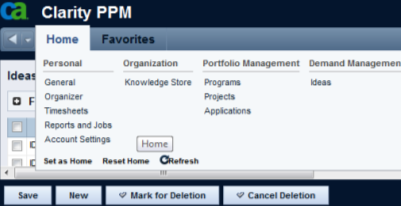 ca Clarity PPM
Home Favorites
Personal Organization Portfolio Management Demand Management
Ideas
General Knowledge Store Programs Ideas
Organizer Projects
F
Timesheets Applications
Reports and Jobs
Account Settings
Home
Set as Home Reset Home Refresh
Save New Mark for Deletion Cancel Deletion